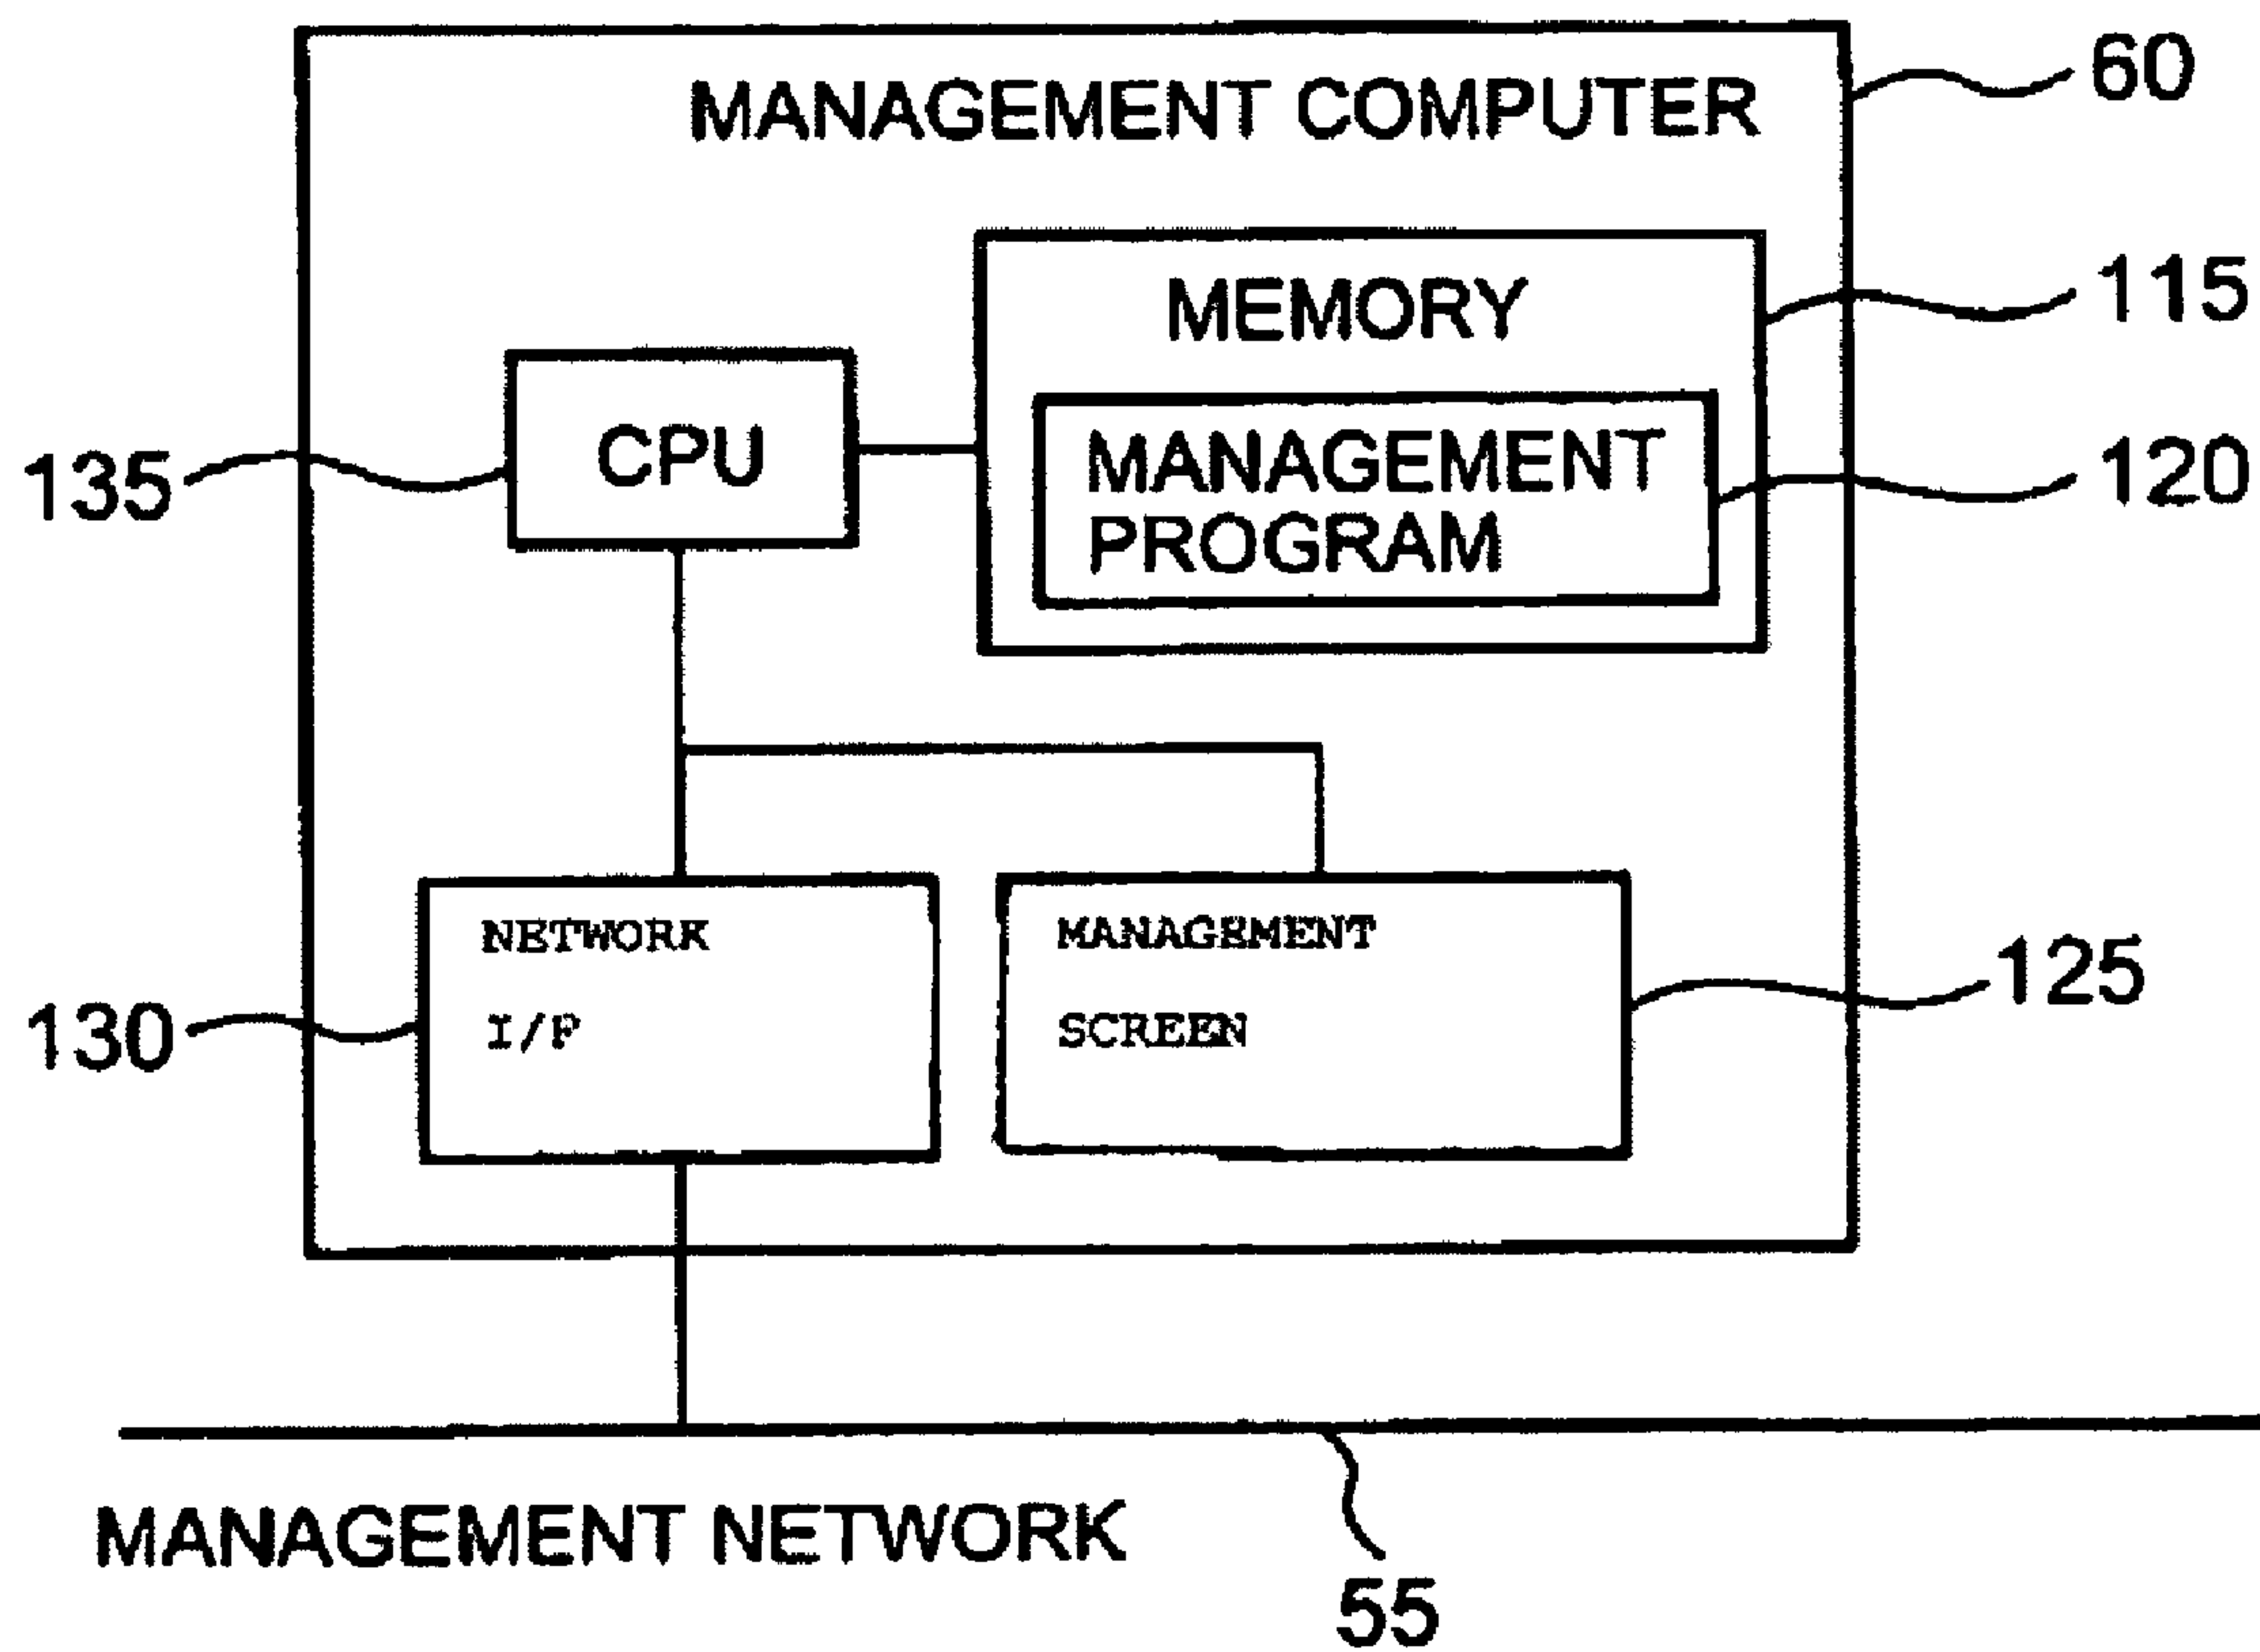 MANAGEMENT COMPUTER
60
MEMORY
115
CPU
135
MANAGEMENT
PROGRAM
120
NETWORK
I/F
130
MANAGEMENT
SCREEN
125
MANAGEMENT NETWORK
55